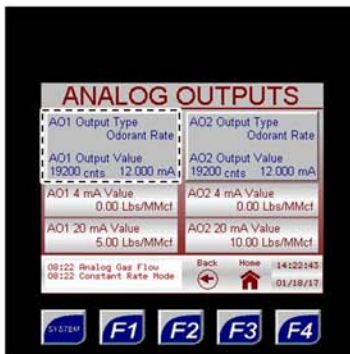 ANALOG OUTPUTS
AO1 Output Type
Odorant Rate
AO1 Output Value
19200 cnts 12.000 mA
AO2 Output Type
Odorant Rate
AO2 Output Value
19200 cnts 12.000 mA
AO1 4 mA Value
0.00 Lbs/MMcf
AO2 4 mA Value
0.00 Lbs/MMcf
AO1 20 mA Value
5.00 Lbs/MMcf
AO2 20 mA Value
10.00 Lbs/MMcf
08:22 Analog Gas Flow
08:22 Constant Rate Mode
Back
Home
14:22:43
01/18/17
SYSTEM
F1
F2
F3
F4